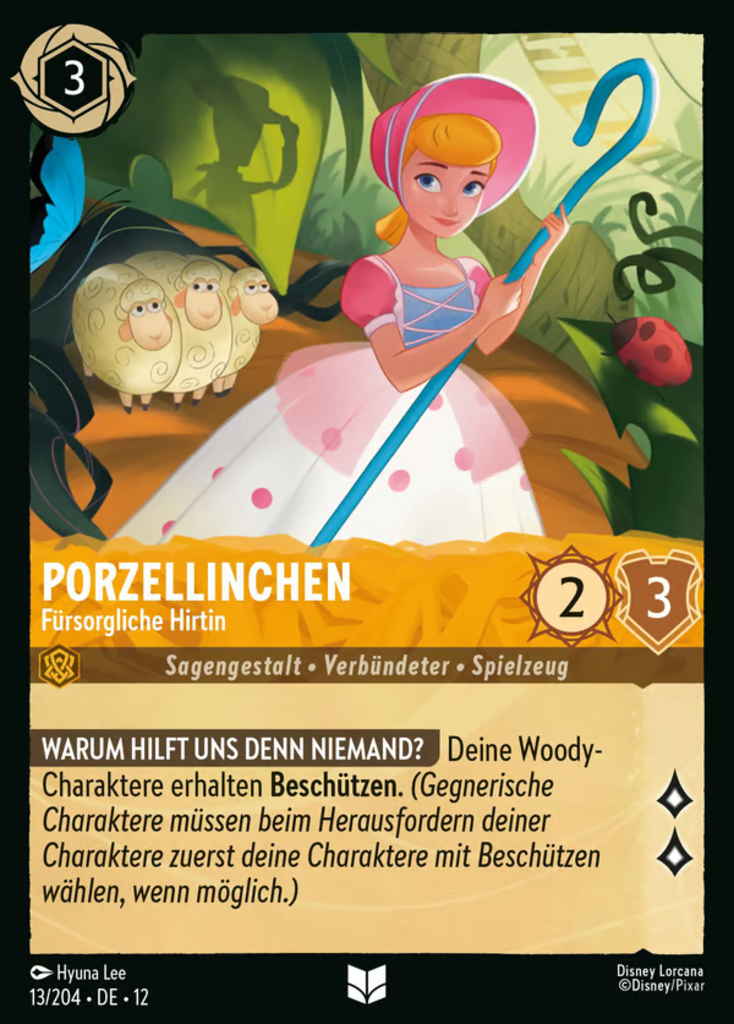 3
PORZELLINCHEN
Fürsorgliche Hirtin
2
3
Sagengestalt • Verbündeter • Spielzeug
WARUM HILFT UNS DENN NIEMAND? Deine Woody-
Charaktere erhalten Beschützen. (Gegnerische
Charaktere müssen beim Herausfordern deiner
Charaktere zuerst deine Charaktere mit Beschützen
wählen, wenn möglich.)
Hyuna Lee
13/204 • DE • 12
Disney Lorcana
©Disney/Pixar